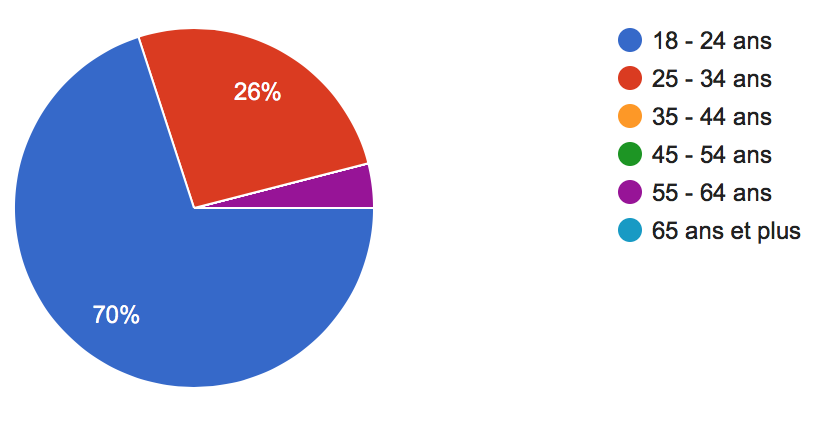 26%
70%
18 - 24 ans
25 - 34 ans
35 - 44 ans
45 - 54 ans
55 - 64 ans
65 ans et plus